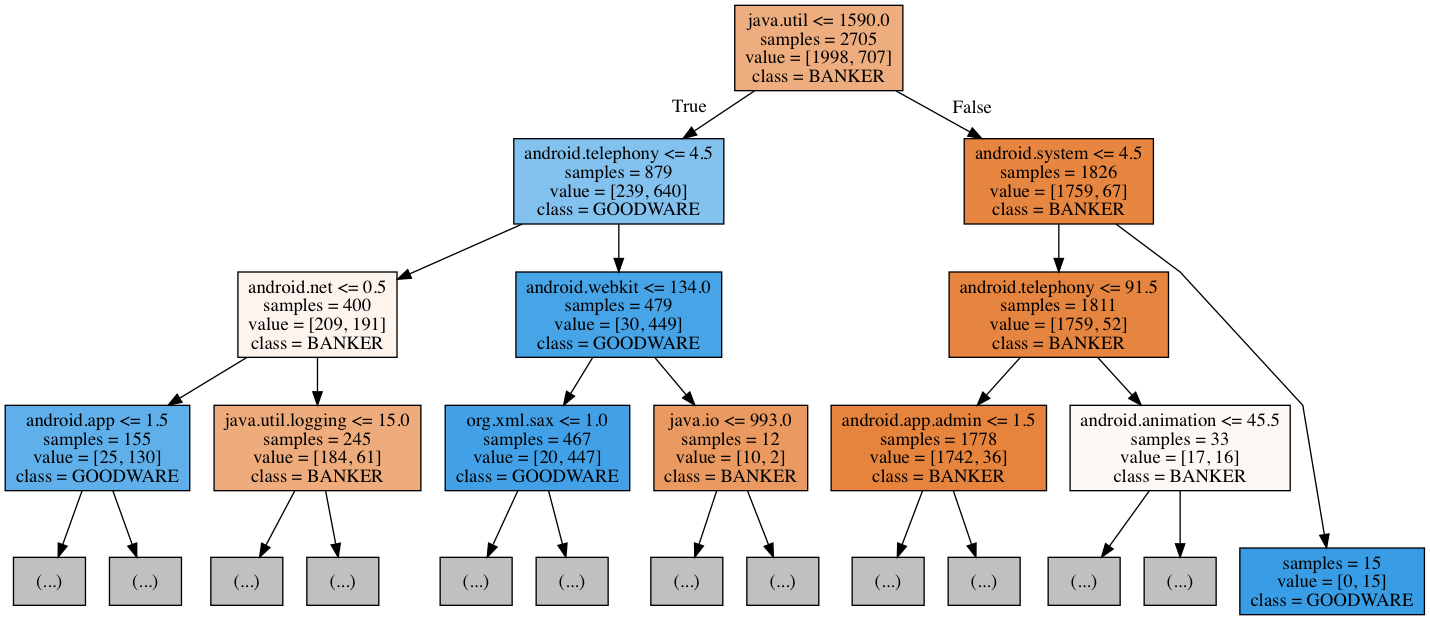 java.util <= 1590.0
samples = 2705
value = [1998, 707]
class = BANKER
True
False
android.telephony <= 4.5
samples = 879
value = [239, 640]
class = GOODWARE
android.system <= 4.5
samples = 1826
value = [1759, 67]
class = BANKER
android.net <= 0.5
samples = 400
value = [209, 191]
class = BANKER
android.webkit <= 134.0
samples = 479
value = [30, 449]
class = GOODWARE
android.telephony <= 91.5
samples = 1811
value = [1759, 52]
class = BANKER
android.app <= 1.5
samples = 155
value = [25, 130]
class = GOODWARE
java.util.logging <= 15.0
samples = 245
value = [184, 61]
class = BANKER
org.xml.sax <= 1.0
samples = 467
value = [20, 447]
class = GOODWARE
java.io <= 993.0
samples = 12
value = [10, 2]
class = BANKER
android.app.admin <= 1.5
samples = 1778
value = [1742, 36]
class = BANKER
android.animation <= 45.5
samples = 33
value = [17, 16]
class = BANKER
(...)
(...)
(...)
(...)
(...)
(...)
(...)
(...)
(...)
(...)
(...)
(...)
samples = 15
value = [0, 15]
class = GOODWARE